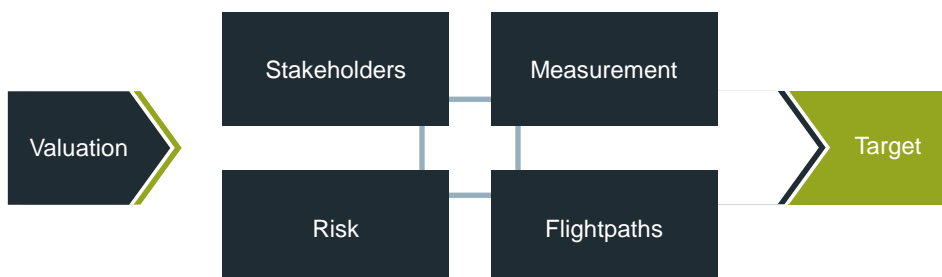 Stakeholders
Measurement
Valuation
Target
Risk
Flightpaths